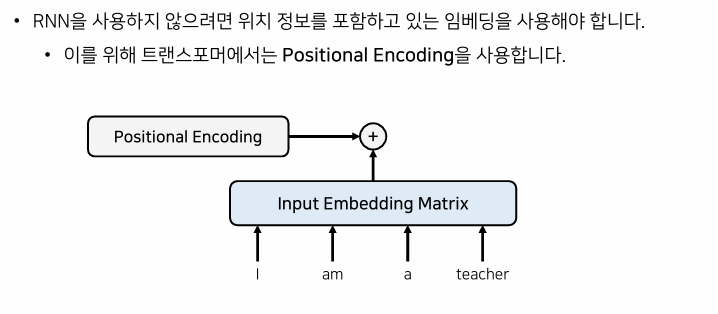 • RNN을 사용하지 않으려면 위치 정보를 포함하고 있는 임베딩을 사용해야 합니다.
• 이를 위해 트랜스포머에서는 Positional Encoding을 사용합니다.
Positional Encoding
+
Input Embedding Matrix
I am a teacher